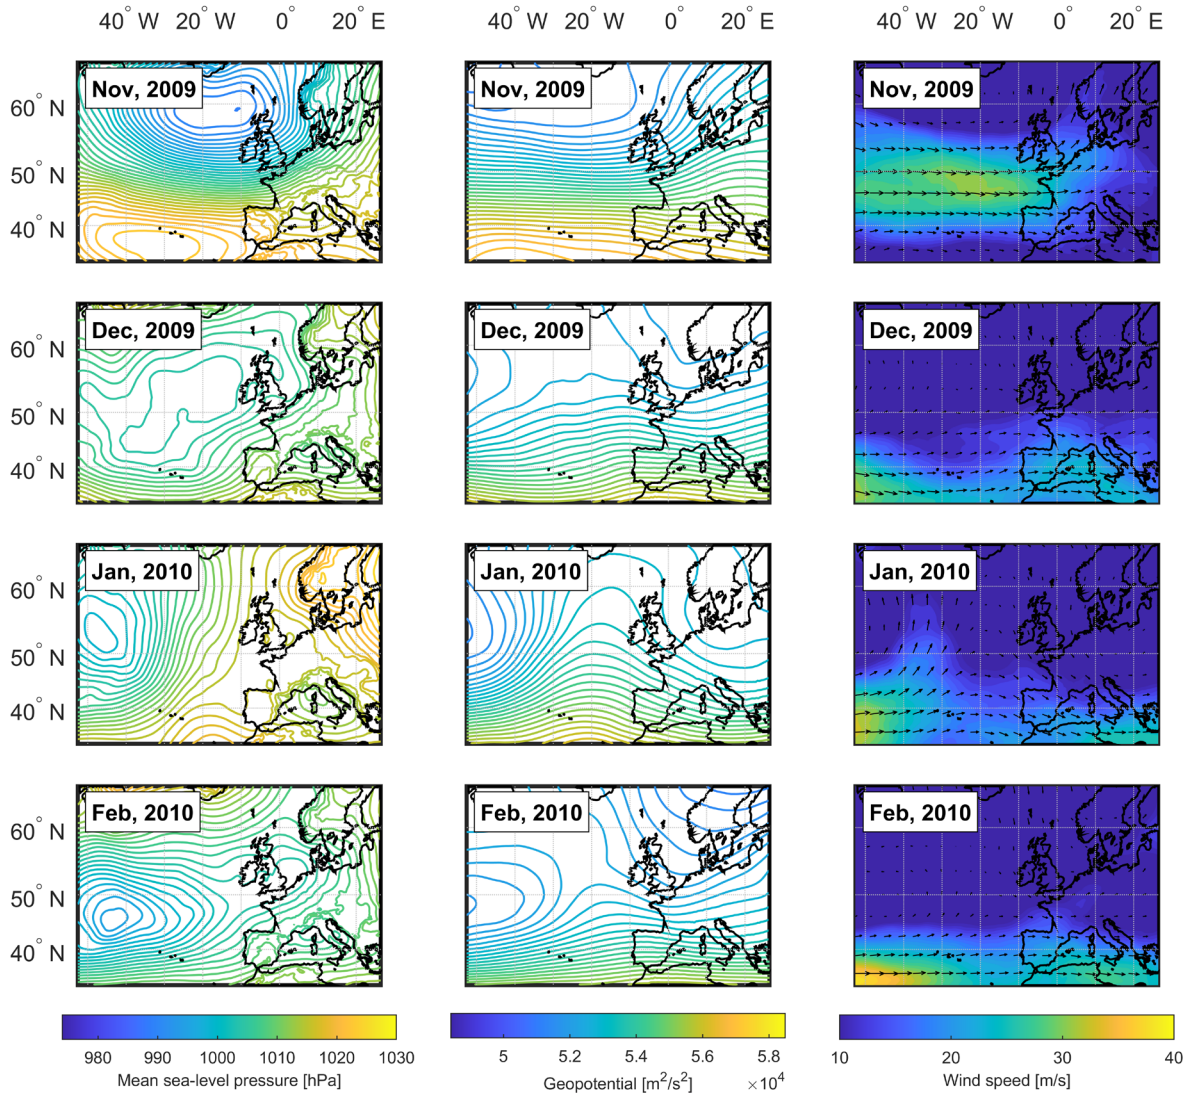 40° W 20° W 0° 20° E 40° W 20° W 0° 20° E 40° W 20° W 0° 20° E
Nov, 2009 Nov, 2009 Nov, 2009
60° N
50° N
40° N
Dec, 2009 Dec, 2009 Dec, 2009
60° N
50° N
40° N
Jan, 2010 Jan, 2010 Jan, 2010
60° N
50° N
40° N
Feb, 2010 Feb, 2010 Feb, 2010
60° N
50° N
40° N
980 990 1000 1010 1020 1030 5 5.2 5.4 5.6 5.8 10 20 30 40
Mean sea-level pressure [hPa] Geopotential [m²/s²] ×10⁴ Wind speed [m/s]